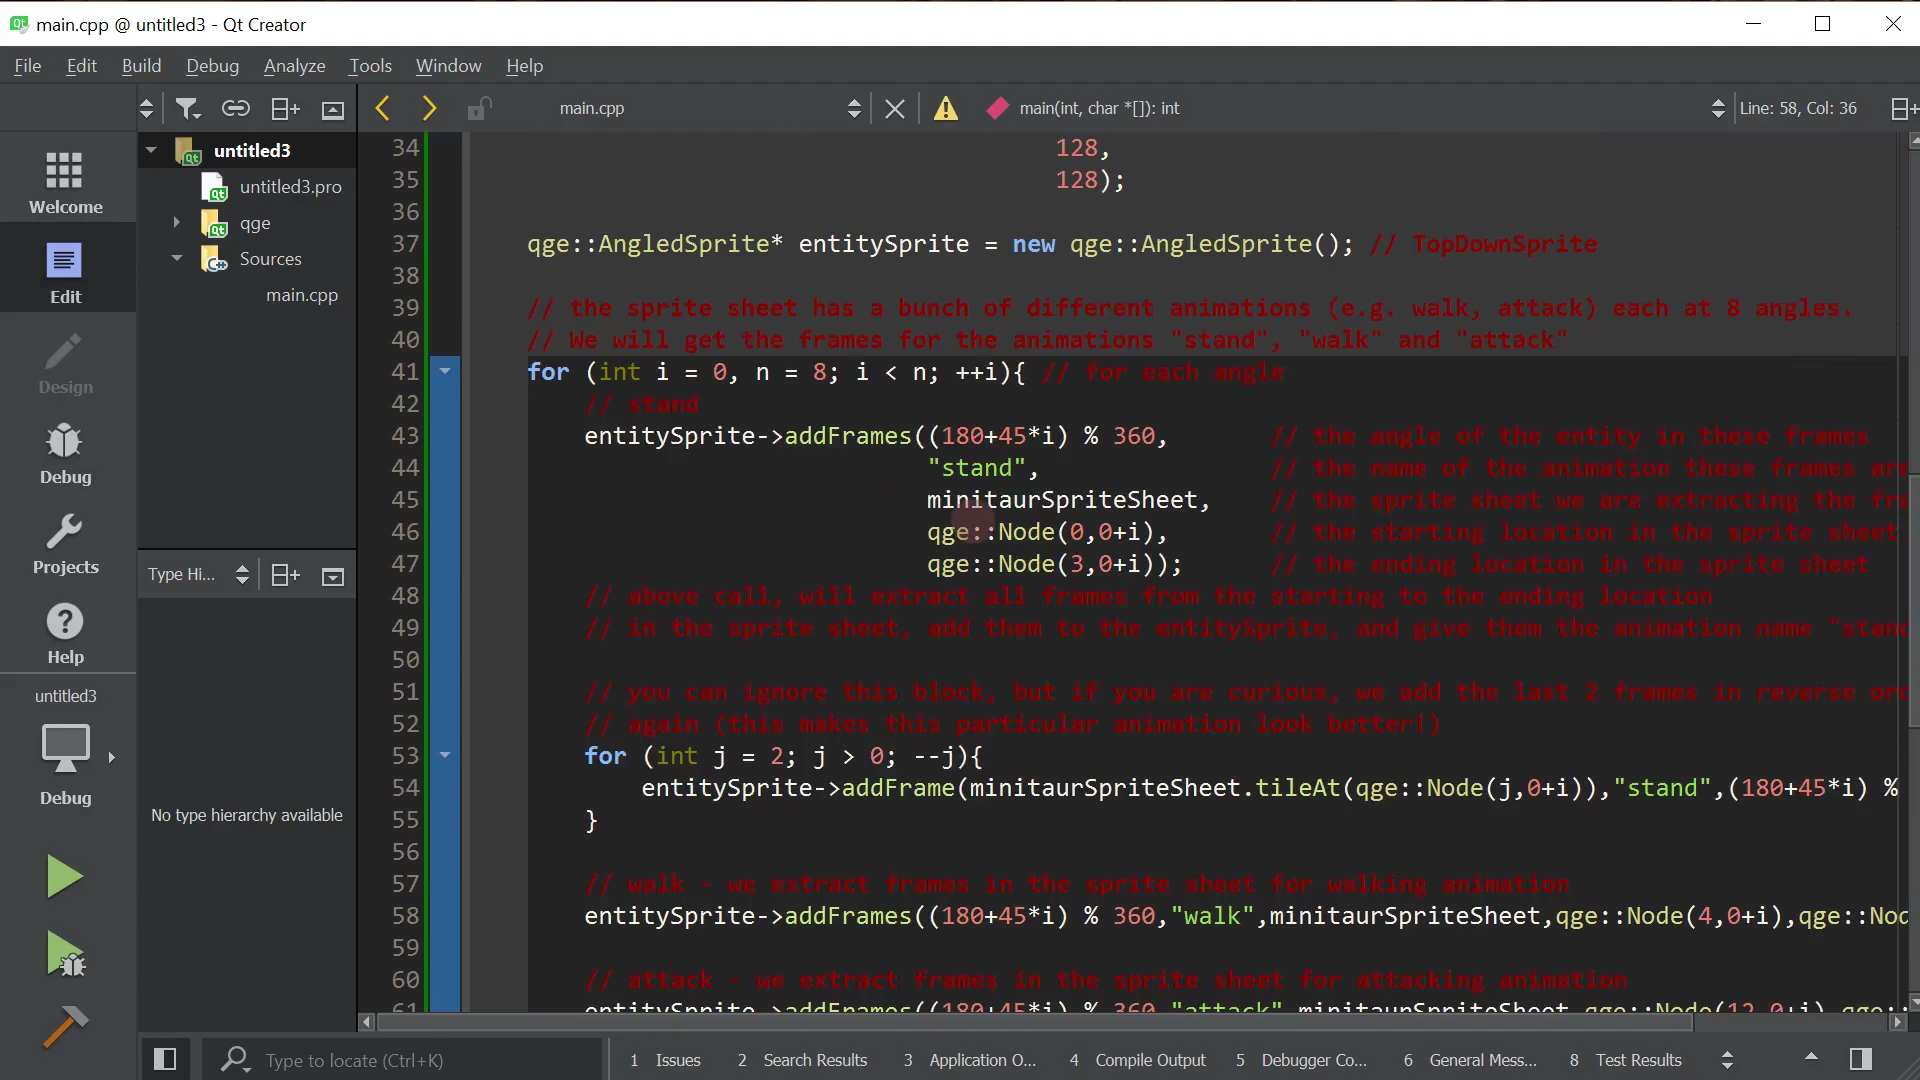 main.cpp @ untitled3 - Qt Creator
File Edit Build Debug Analyze Tools Window Help
main.cpp
main(int, char *[]): int
Line: 58, Col: 36
Welcome
Edit
Design
Debug
Projects
Help
untitled3
Debug
untitled3
untitled3.pro
qge
Sources
main.cpp
Type Hi...
No type hierarchy available
34 128,
35 128);
36
37 qge::AngledSprite* entitySprite = new qge::AngledSprite(); // TopDownSprite
38
39 // the sprite sheet has a bunch of different animations (e.g. walk, attack) each at 8 angles.
40 // We will get the frames for the animations "stand", "walk" and "attack"
41 for (int i = 0, n = 8; i < n; ++i){ // for each angle
42 // stand
43 entitySprite->addFrames((180+45*i) % 360, // the angle of the entity in these frames
44 "stand", // the name of the animation these frames are
45 minitaurSpriteSheet, // the sprite sheet we are extracting the fr
46 qge::Node(0,0+i), // the starting location in the sprite sheet
47 qge::Node(3,0+i)); // the ending location in the sprite sheet
48 // above call, will extract all frames from the starting to the ending location
49 // in the sprite sheet, add them to the entitySprite, and give them the animation name "stand
50
51 // you can ignore this block, but if you are curious, we add the last 2 frames in reverse or
52 // again (this makes this particular animation look better!)
53 for (int j = 2; j > 0; --j){
54 entitySprite->addFrame(minitaurSpriteSheet.tileAt(qge::Node(j,0+i)),"stand",(180+45*i) %
55 }
56
57 // walk - we extract frames in the sprite sheet for walking animation
58 entitySprite->addFrames((180+45*i) % 360,"walk",minitaurSpriteSheet,qge::Node(4,0+i),qge::Nod
59
60 // attack - we extract frames in the sprite sheet for attacking animation
61 entitySprite->addFrames((180+45*i) % 360,"attack",minitaurSpriteSheet,qge::Node(12,0+i),qge::
Type to locate (Ctrl+K)
1 Issues 2 Search Results 3 Application O... 4 Compile Output 5 Debugger Co... 6 General Mess... 8 Test Results